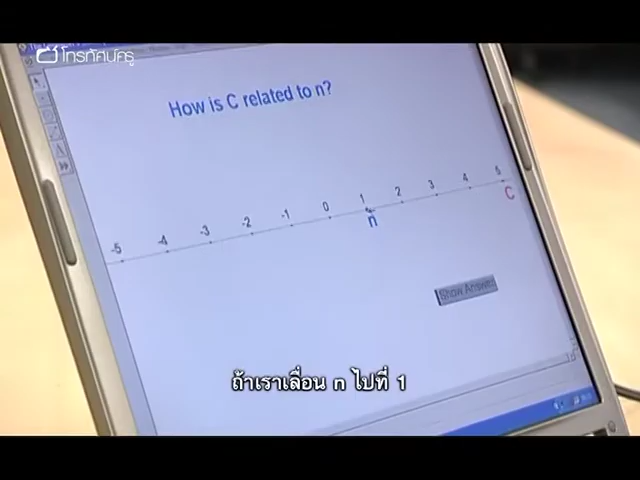 โทรทัศน์ครู
How is C related to n?
-5 -4 -3 -2 -1 0 1 2 3 4 5
n
C
Show Answer
ถ้าเราเลื่อน n ไปที่ 1